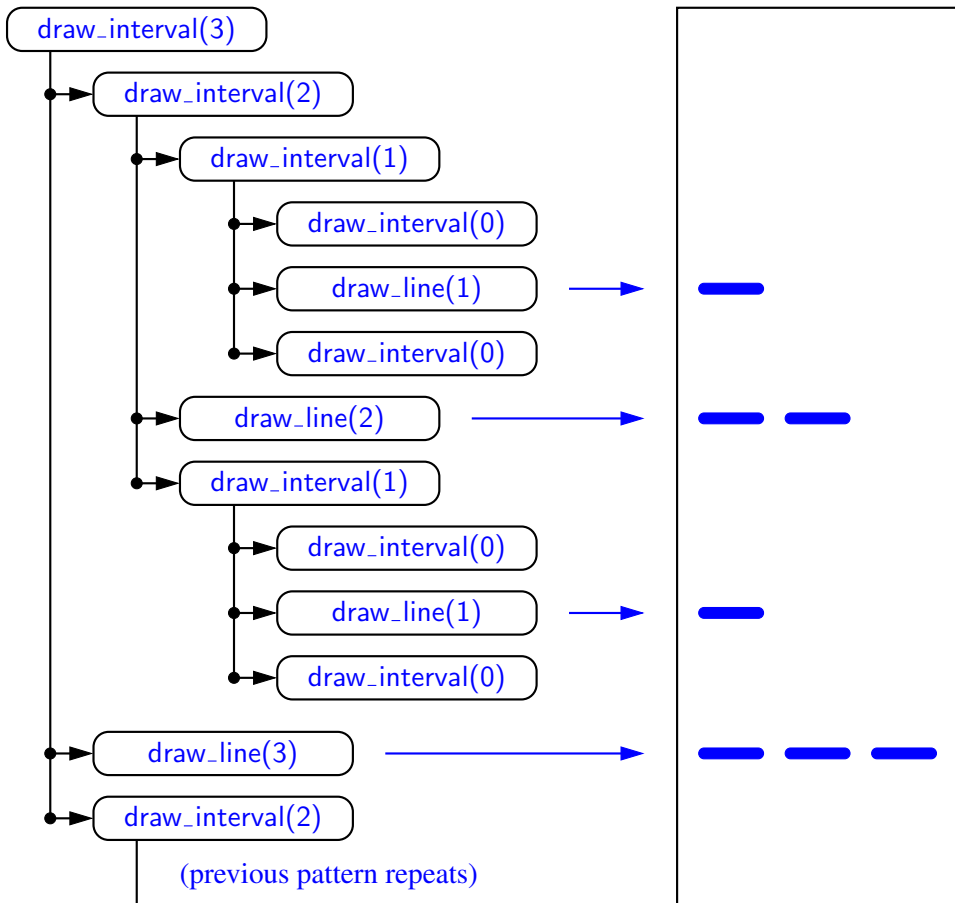 draw_interval(3)
draw_interval(2)
draw_interval(1)
draw_interval(0)
draw_line(1)
draw_interval(0)
draw_line(2)
draw_interval(1)
draw_interval(0)
draw_line(1)
draw_interval(0)
draw_line(3)
draw_interval(2)
(previous pattern repeats)